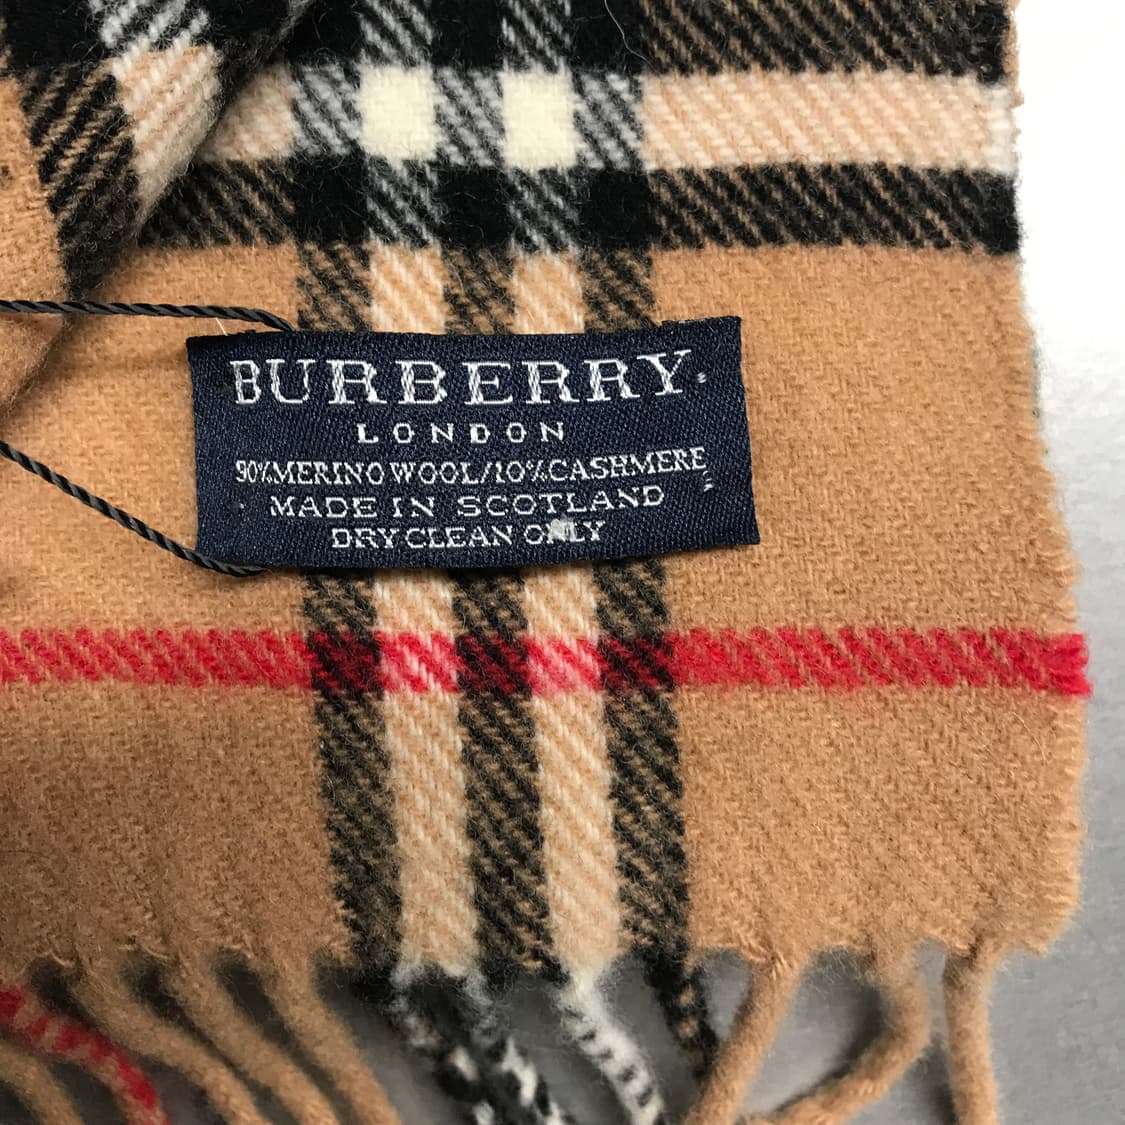 BURBERRY
LONDON
90% MERINO WOOL/10% CASHMERE
MADE IN SCOTLAND
DRY CLEAN ONLY